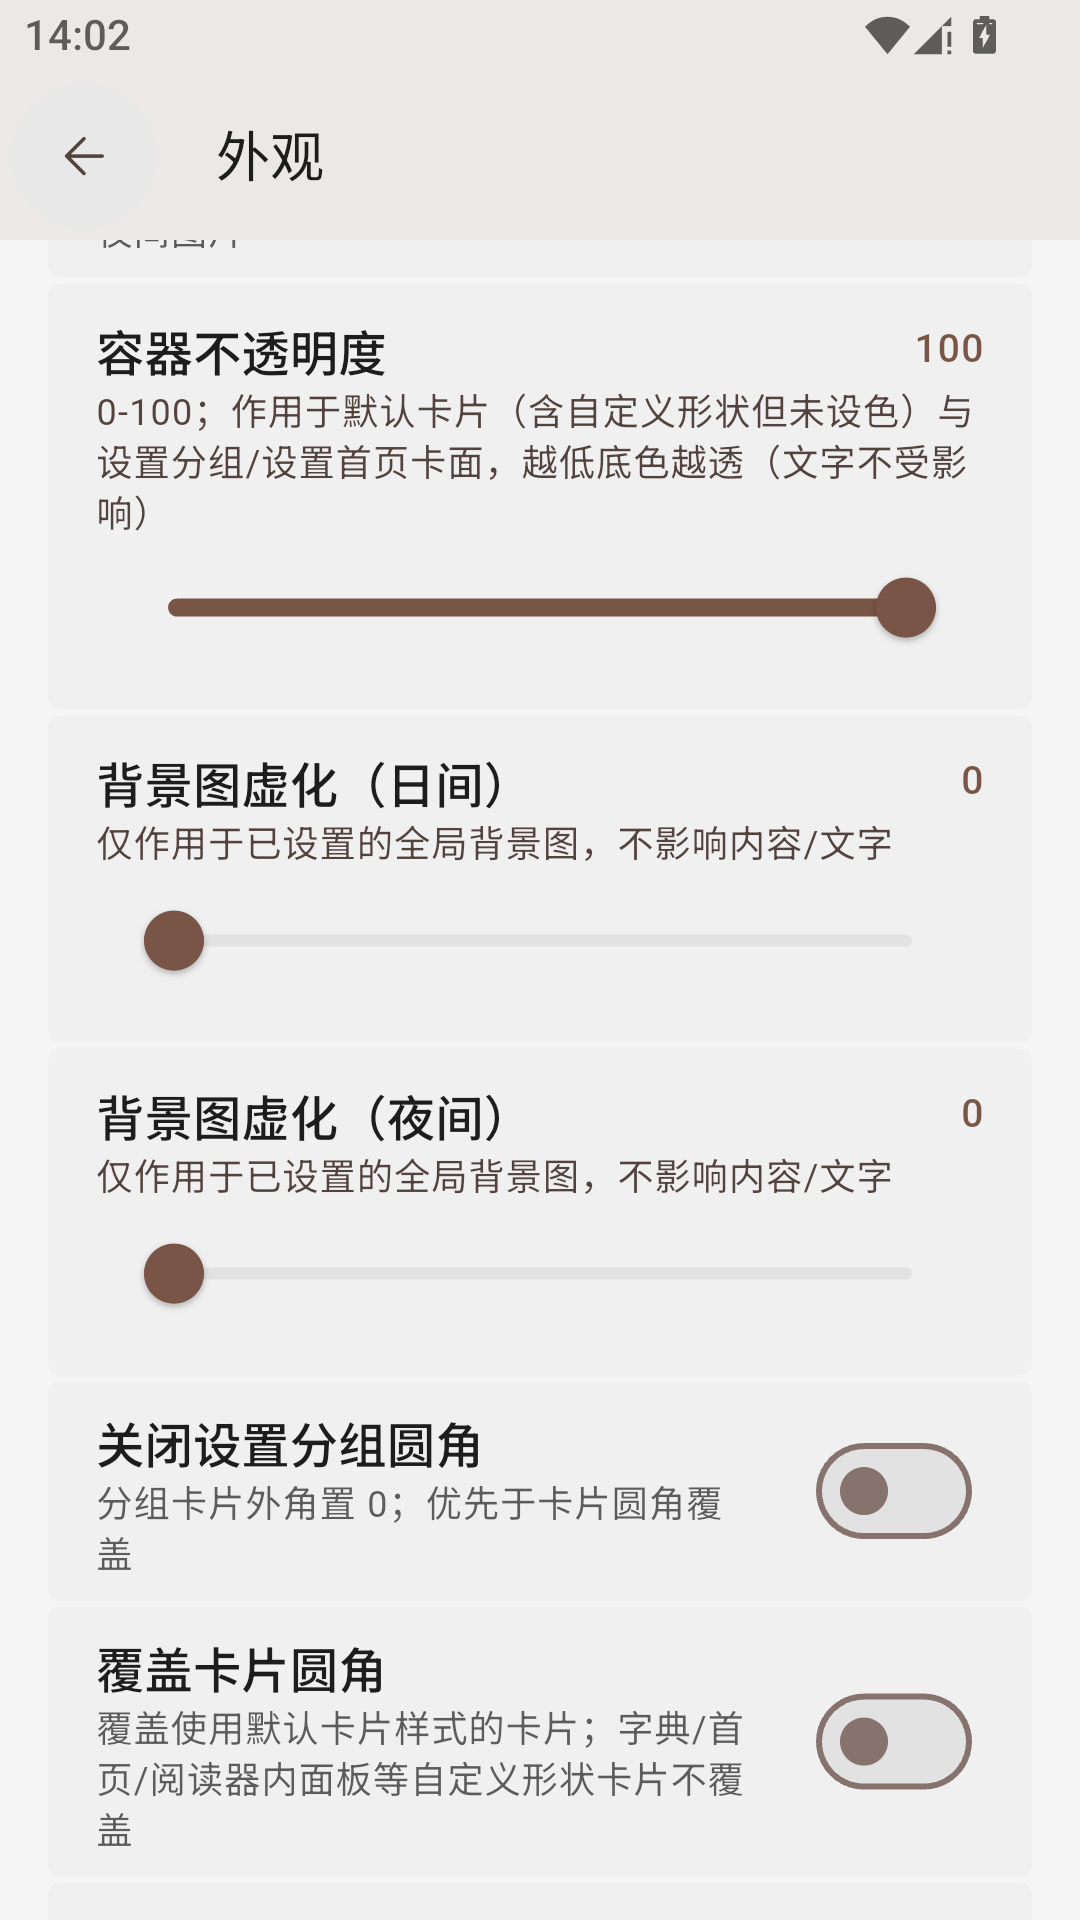 14:02
外观
容器不透明度
100
0-100；作用于默认卡片（含自定义形状但未设色）与
设置分组/设置首页卡面，越低底色越透（文字不受影
响）
背景图虚化（日间）
0
仅作用于已设置的全局背景图，不影响内容/文字
背景图虚化（夜间）
0
仅作用于已设置的全局背景图，不影响内容/文字
关闭设置分组圆角
分组卡片外角置 0；优先于卡片圆角覆
盖
覆盖卡片圆角
覆盖使用默认卡片样式的卡片；字典/首
页/阅读器内面板等自定义形状卡片不覆
盖